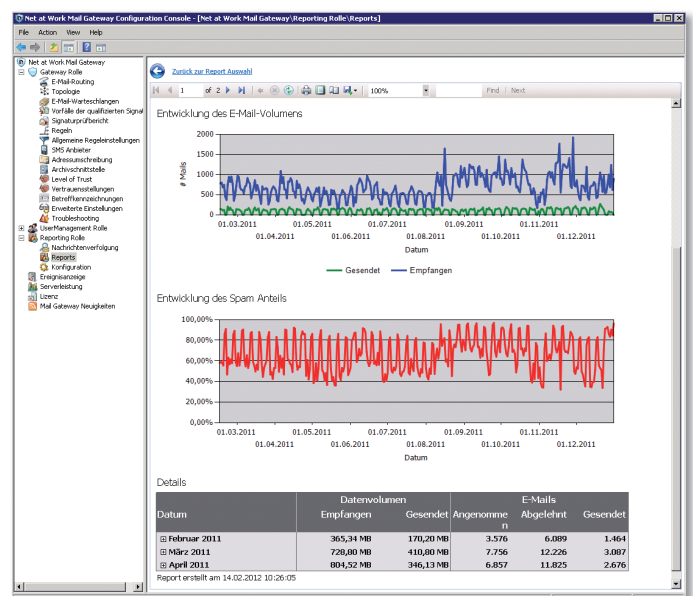 Net at Work Mail Gateway Configuration Console - [Net at Work Mail Gateway\Reporting Rolle\Reports]
File Action View Help
Net at Work Mail Gateway
Gateway Rolle
E-Mail-Routing
Topologie
E-Mail-Warteschlangen
Vorfälle der qualifizierten Signat
Signaturprüfbericht
Regeln
Allgemeine Regeleinstellungen
SMS Anbieter
Adressumschreibung
Archivschnittstelle
Level of Trust
Vertrauensstellungen
Betreffkennzeichnungen
Erweiterte Einstellungen
Troubleshooting
UserManagement Rolle
Reporting Rolle
Nachrichtenverfolgung
Reports
Konfiguration
Ereignisanzeige
Serverleistung
Lizenz
Mail Gateway Neuigkeiten
Zurück zur Report Auswahl
1 of 2 100% Find | Next
Entwicklung des E-Mail-Volumens
# Mails
2000
1500
1000
500
0
01.03.2011 01.05.2011 01.07.2011 01.09.2011 01.11.2011
01.04.2011 01.06.2011 01.08.2011 01.10.2011 01.12.2011
Datum
Gesendet Empfangen
Entwicklung des Spam Anteils
100,00%
80,00%
60,00%
40,00%
20,00%
0,00%
01.03.2011 01.05.2011 01.07.2011 01.09.2011 01.11.2011
01.04.2011 01.06.2011 01.08.2011 01.10.2011 01.12.2011
Datum
Details
Datenvolumen E-Mails
Datum Empfangen Gesendet Angenomme
n Abgelehnt Gesendet
Februar 2011 365,34 MB 170,20 MB 3.576 6.089 1.464
März 2011 728,80 MB 410,80 MB 7.756 12.226 3.087
April 2011 804,52 MB 346,13 MB 6.857 11.825 2.676
Report erstellt am 14.02.2012 10:26:05